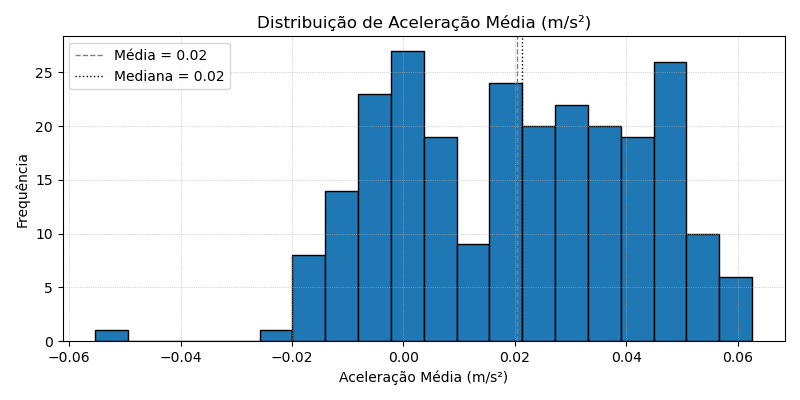 Distribuição de Aceleração Média (m/s²)
Média = 0.02
Mediana = 0.02
Frequência
25
20
15
10
5
0
−0.06
−0.04
−0.02
0.00
0.02
0.04
0.06
Aceleração Média (m/s²)